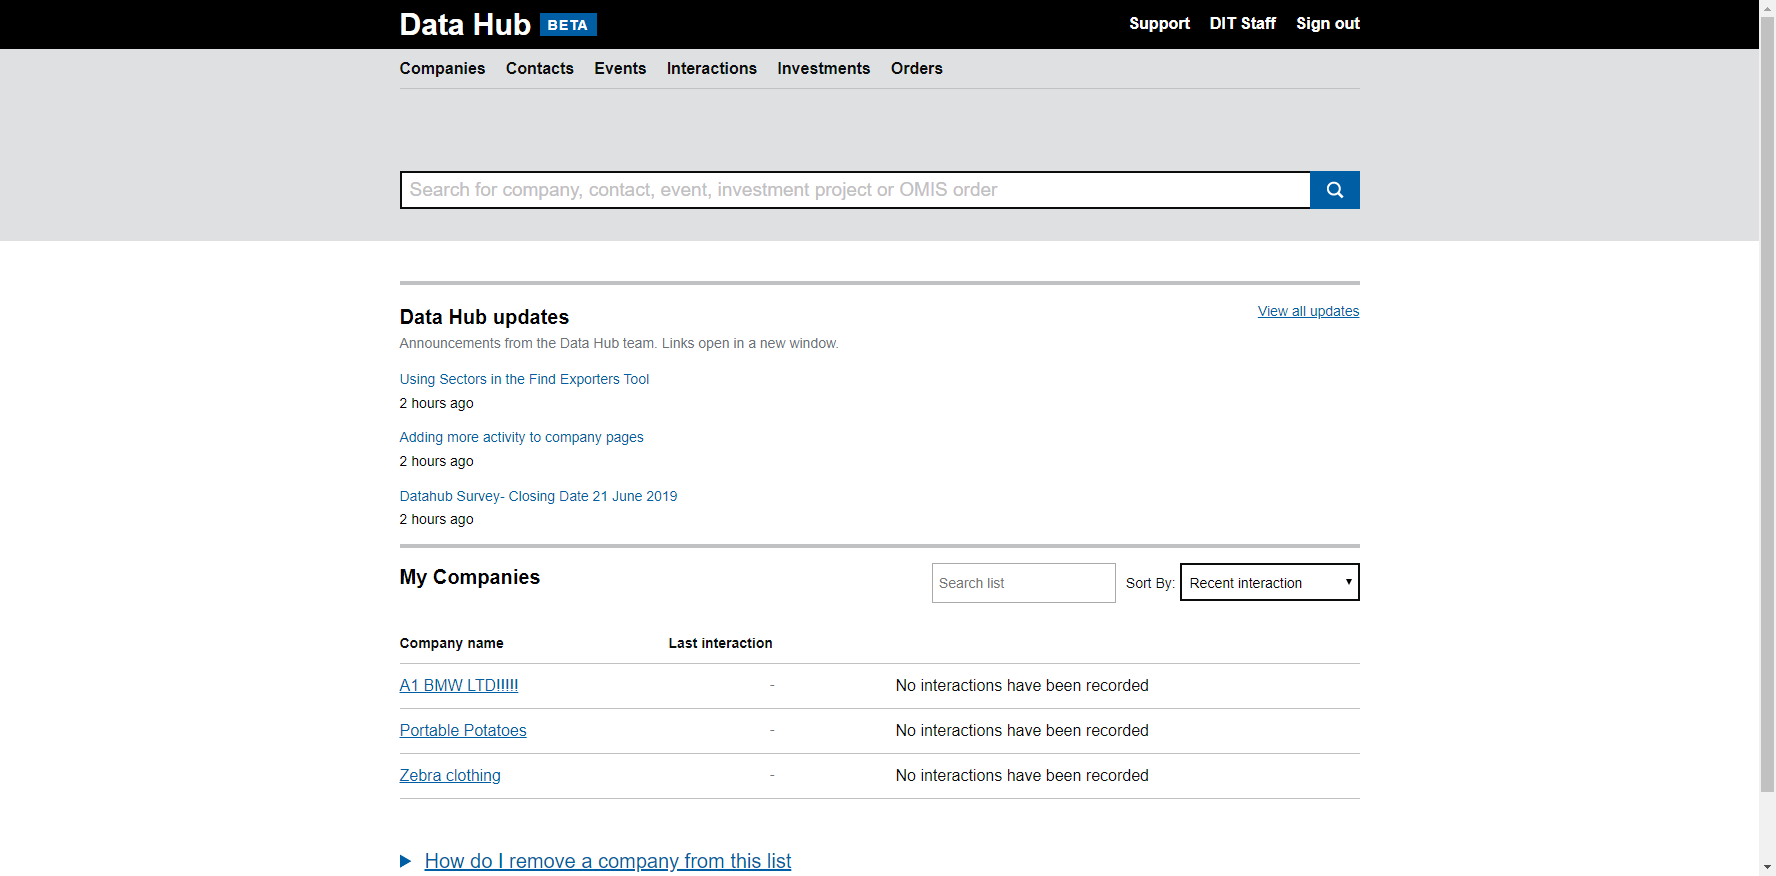 Data Hub BETA
Support DIT Staff Sign out
Companies Contacts Events Interactions Investments Orders
Search for company, contact, event, investment project or OMIS order
Data Hub updates
View all updates
Announcements from the Data Hub team. Links open in a new window.
Using Sectors in the Find Exporters Tool
2 hours ago
Adding more activity to company pages
2 hours ago
Datahub Survey- Closing Date 21 June 2019
2 hours ago
My Companies
Search list
Sort By: Recent interaction
Company name Last interaction
A1 BMW LTD!!!!! - No interactions have been recorded
Portable Potatoes - No interactions have been recorded
Zebra clothing - No interactions have been recorded
How do I remove a company from this list